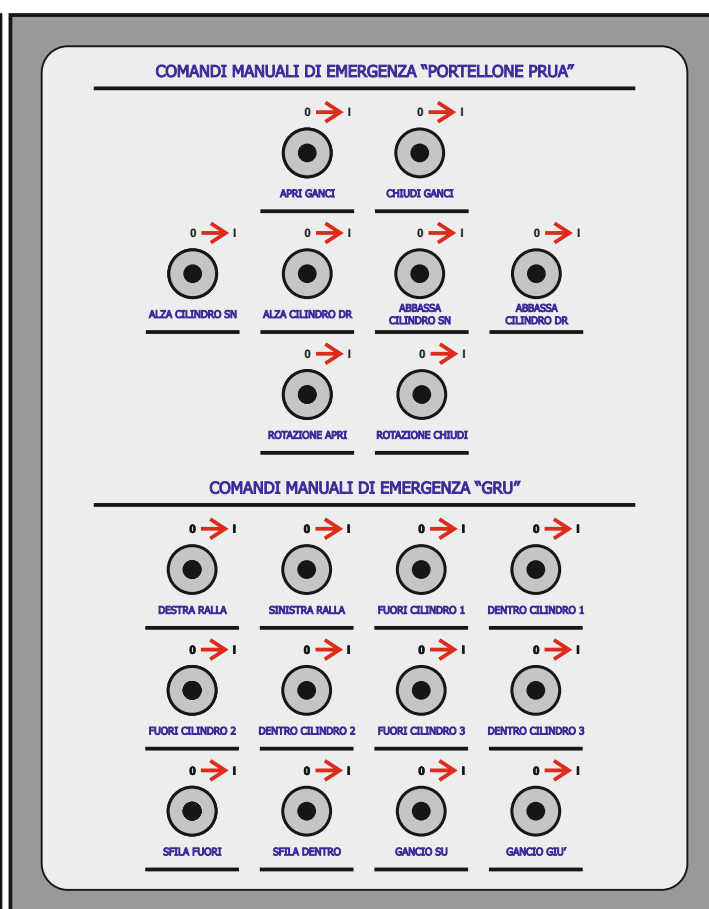 COMANDI MANUALI DI EMERGENZA “PORTELLONE PRUA”
0 I 0 I
APRI GANCI CHIUDI GANCI
0 I 0 I 0 I 0 I
ALZA CILINDRO SN ALZA CILINDRO DR ABBASSA CILINDRO SN ABBASSA CILINDRO DR
0 I 0 I
ROTAZIONE APRI ROTAZIONE CHIUDI
COMANDI MANUALI DI EMERGENZA “GRU”
0 I 0 I 0 I 0 I
DESTRA RALLA SINISTRA RALLA FUORI CILINDRO 1 DENTRO CILINDRO 1
0 I 0 I 0 I 0 I
FUORI CILINDRO 2 DENTRO CILINDRO 2 FUORI CILINDRO 3 DENTRO CILINDRO 3
0 I 0 I 0 I 0 I
SFILA FUORI SFILA DENTRO GANCIO SU GANCIO GIU’